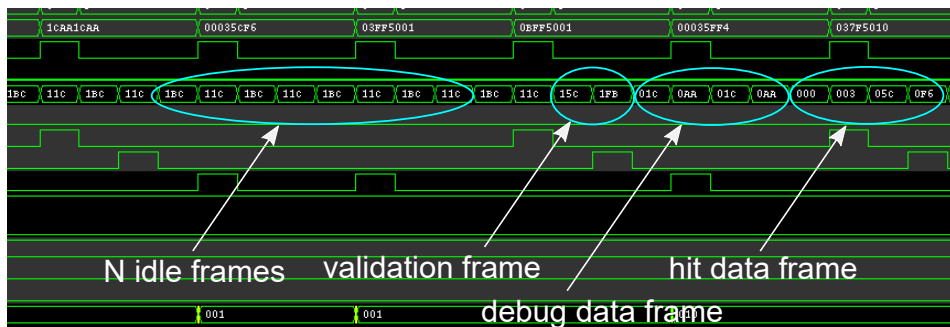 1CAA1CAA 00035CF6 03FF5001 0BFF5001 00035FF4 037F5010
1BC 11C 1BC 11C 1BC 11C 1BC 11C 1BC 11C 1BC 11C 1BC 11C 15C 1FB 01C 0AA 01C 0AA 000 003 05C 0F6
N idle frames validation frame hit data frame
debug data frame
001 001